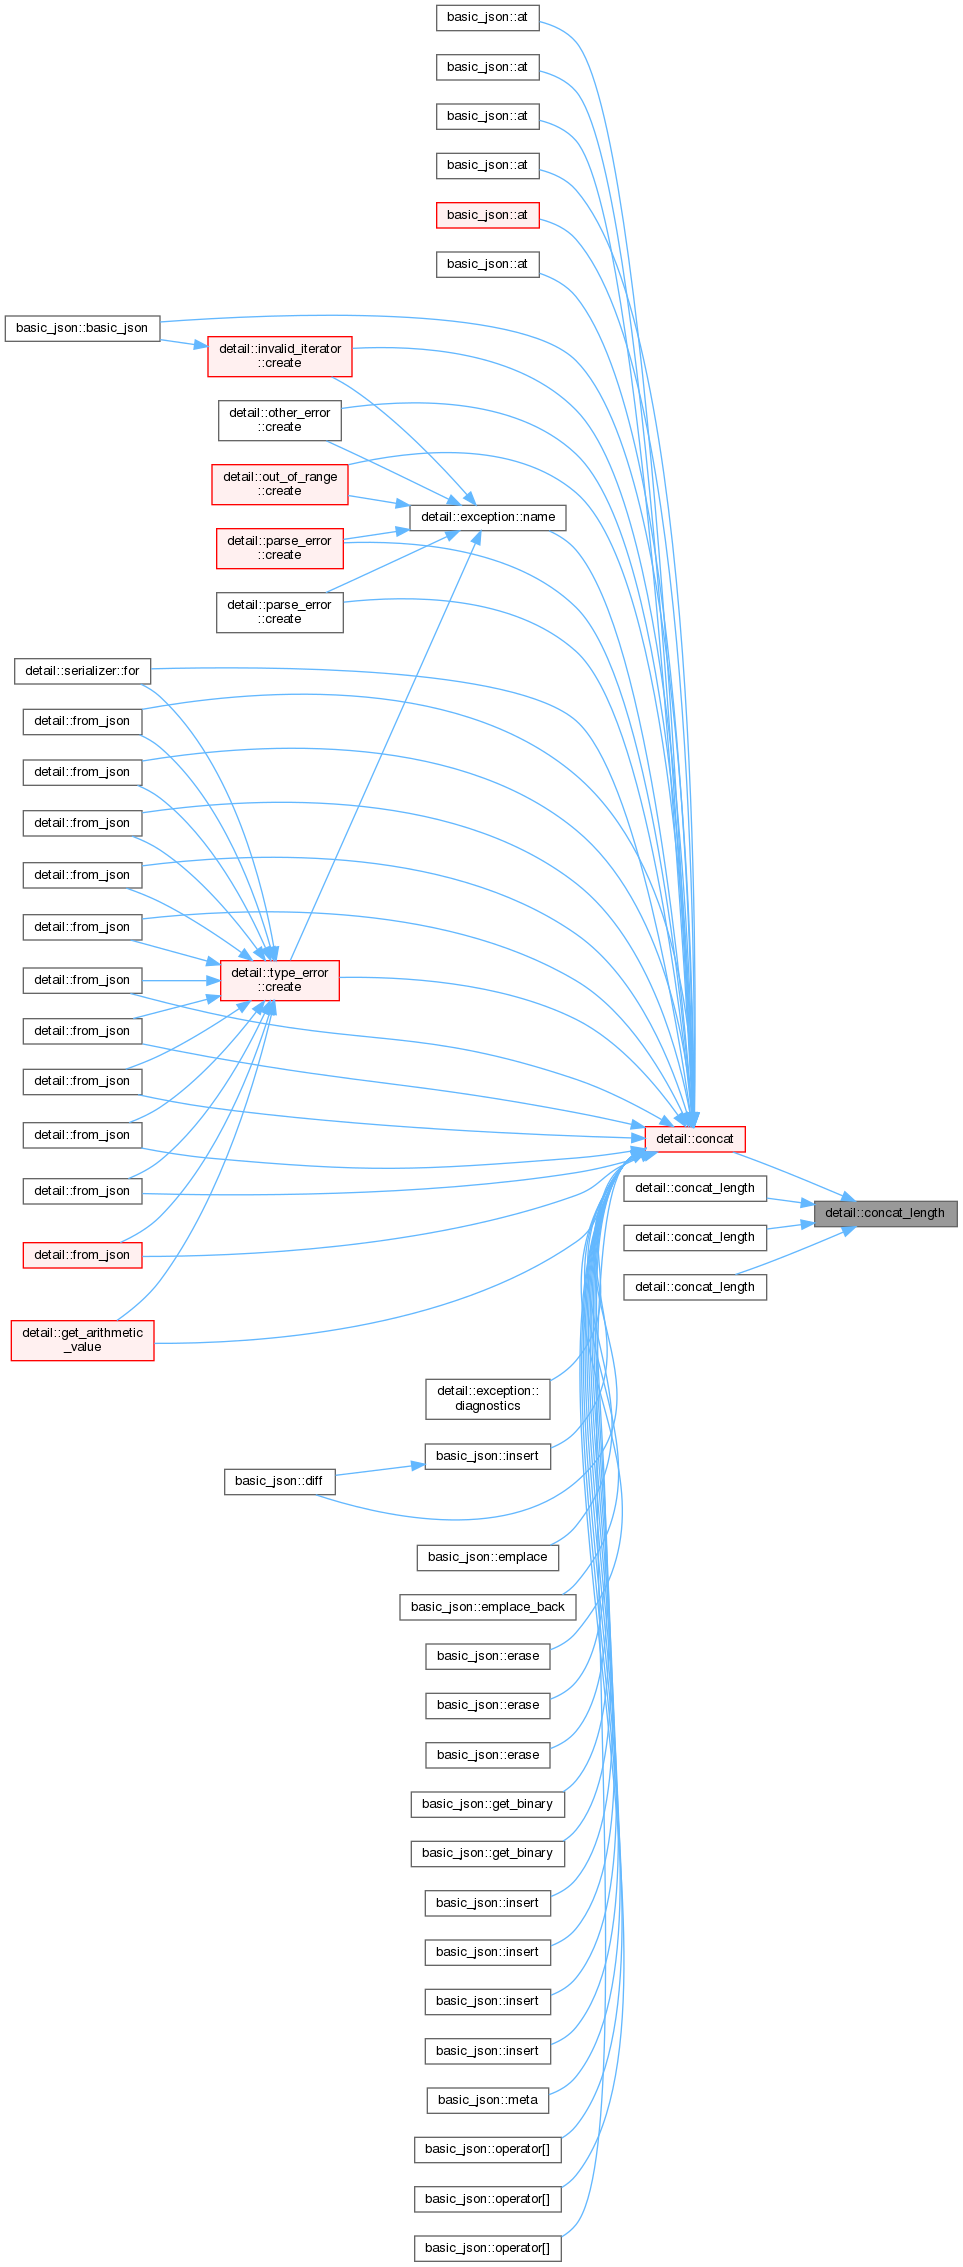 basic_json::at
basic_json::at
basic_json::at
basic_json::at
basic_json::at
basic_json::at
basic_json::basic_json
detail::invalid_iterator
::create
detail::other_error
::create
detail::out_of_range
::create
detail::exception::name
detail::parse_error
::create
detail::parse_error
::create
detail::serializer::for
detail::from_json
detail::from_json
detail::from_json
detail::from_json
detail::from_json
detail::type_error
::create
detail::from_json
detail::from_json
detail::from_json
detail::from_json
detail::concat
detail::from_json
detail::concat_length
detail::concat_length
detail::concat_length
detail::from_json
detail::concat_length
detail::get_arithmetic
_value
detail::exception::
diagnostics
basic_json::insert
basic_json::diff
basic_json::emplace
basic_json::emplace_back
basic_json::erase
basic_json::erase
basic_json::erase
basic_json::get_binary
basic_json::get_binary
basic_json::insert
basic_json::insert
basic_json::insert
basic_json::insert
basic_json::meta
basic_json::operator[]
basic_json::operator[]
basic_json::operator[]